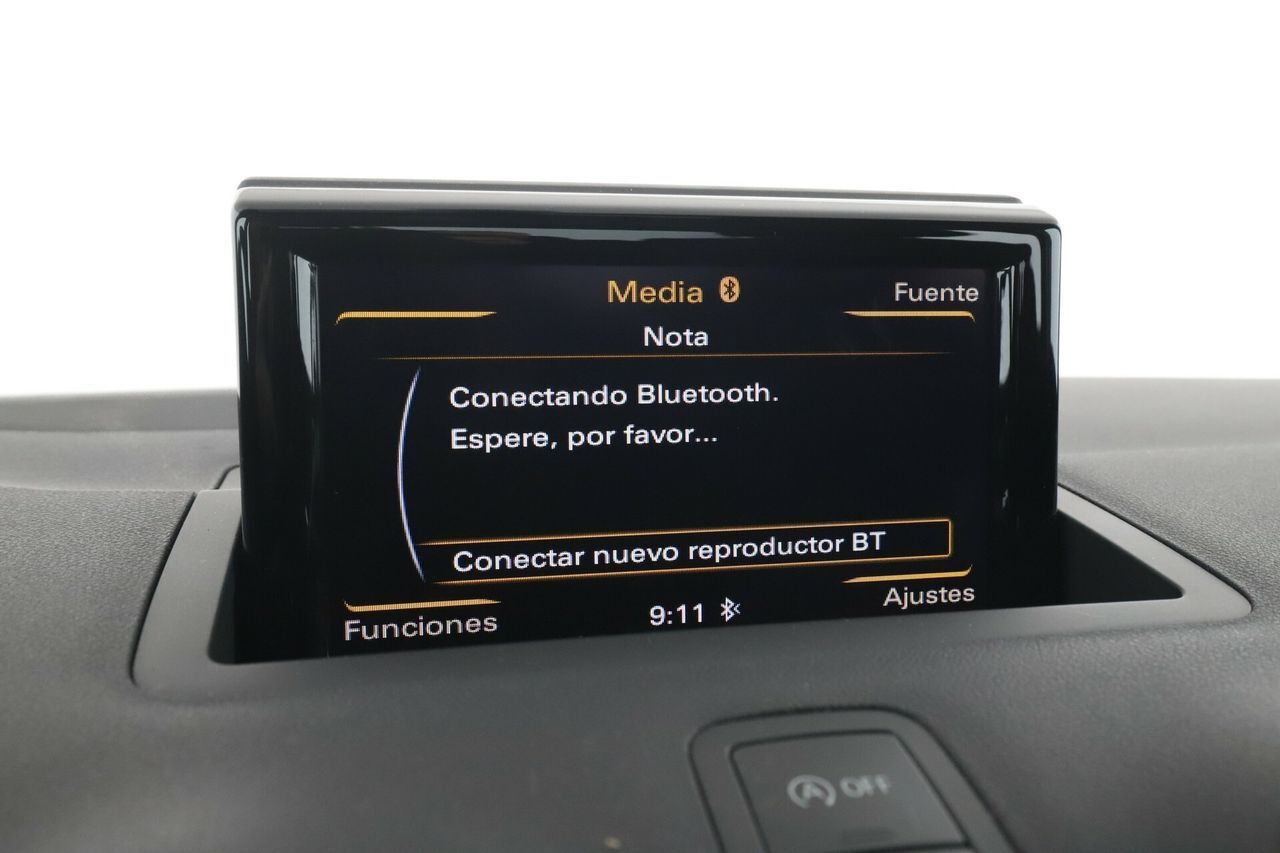 Media
Fuente
Nota
Conectando Bluetooth.
Espere, por favor...
Conectar nuevo reproductor BT
Funciones
9:11
Ajustes
A OFF